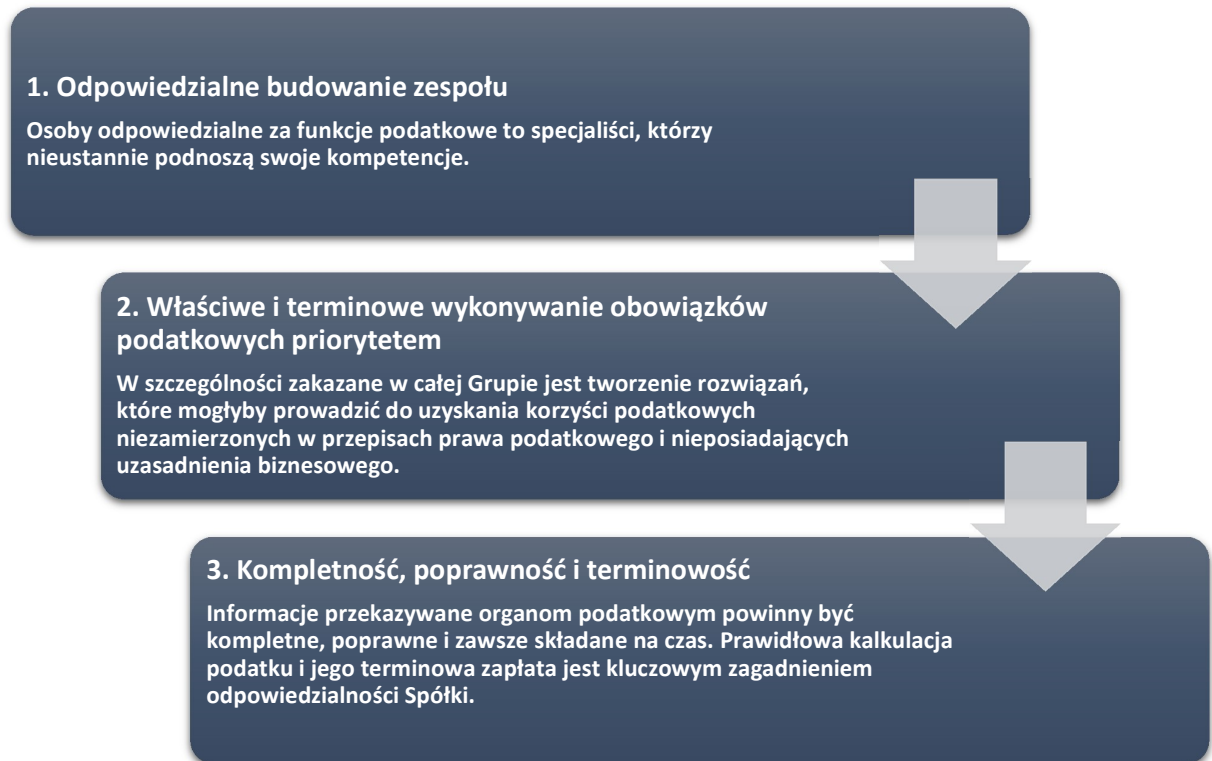 1. Odpowiedzialne budowanie zespołu
Osoby odpowiedzialne za funkcje podatkowe to specjaliści, którzy
nieustannie podnoszą swoje kompetencje.
2. Właściwe i terminowe wykonywanie obowiązków
podatkowych priorytetem
W szczególności zakazane w całej Grupie jest tworzenie rozwiązań,
które mogłyby prowadzić do uzyskania korzyści podatkowych
niezamierzonych w przepisach prawa podatkowego i nieposiadających
uzasadnienia biznesowego.
3. Kompletność, poprawność i terminowość
Informacje przekazywane organom podatkowym powinny być
kompletne, poprawne i zawsze składane na czas. Prawidłowa kalkulacja
podatku i jego terminowa zapłata jest kluczowym zagadnieniem
odpowiedzialności Spółki.